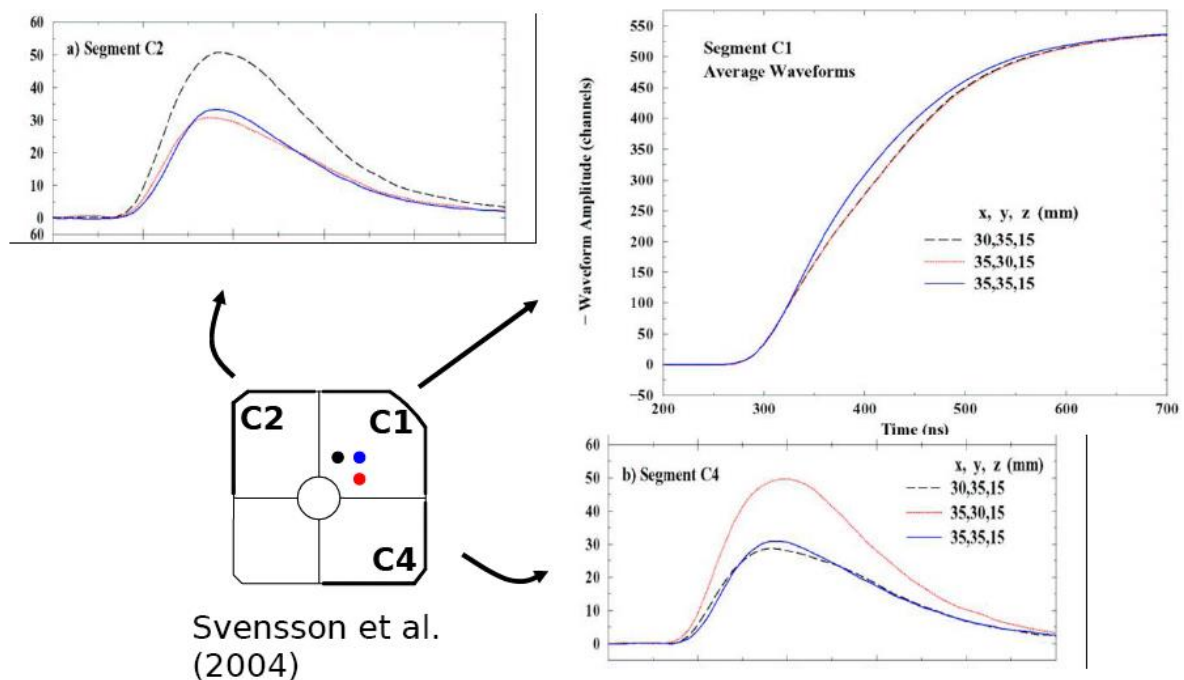 60
50
40
30
20
10
0
60
a) Segment C2
550
500
450
400
350
300
250
200
150
100
50
0
−50
− Waveform Amplitude (channels)
Segment C1
Average Waveforms
x, y, z (mm)
30,35,15
35,30,15
35,35,15
200 300 400 500 600 700
Time (ns)
C2
C1
C4
Svensson et al.
(2004)
60
50
40
30
20
10
0
b) Segment C4
x, y, z (mm)
30,35,15
35,30,15
35,35,15